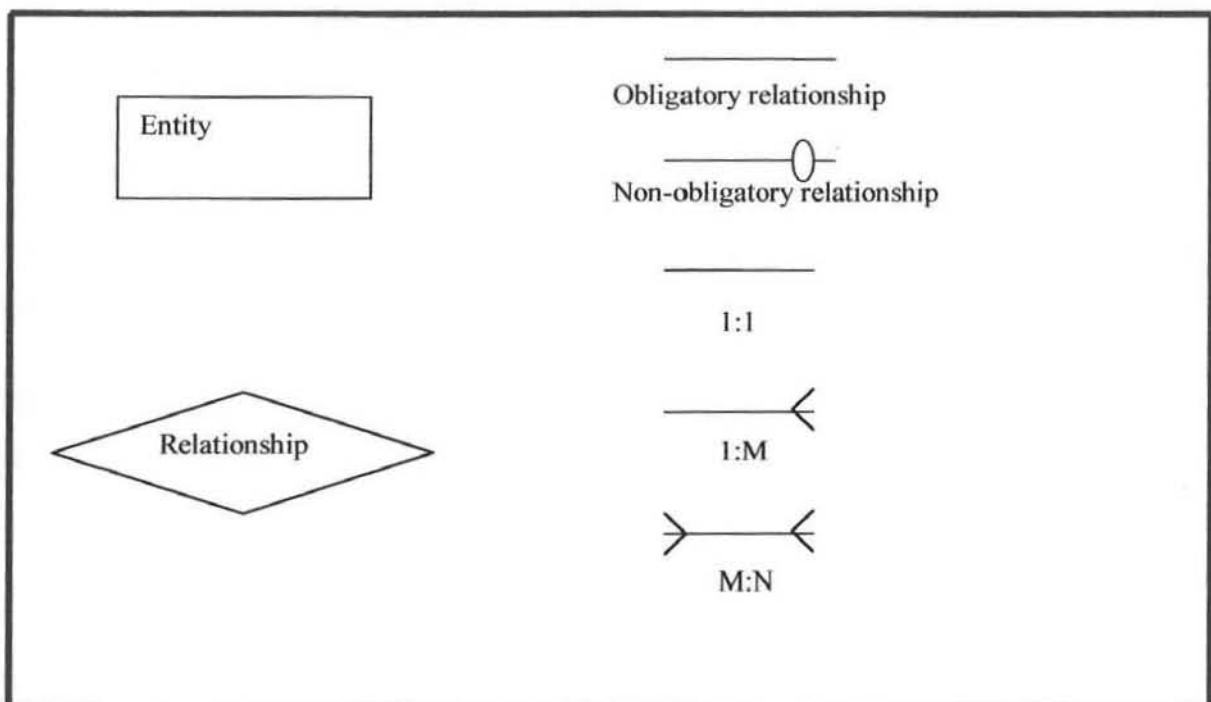 Entity
Relationship
Obligatory relationship
Non-obligatory relationship
1:1
1:M
M:N